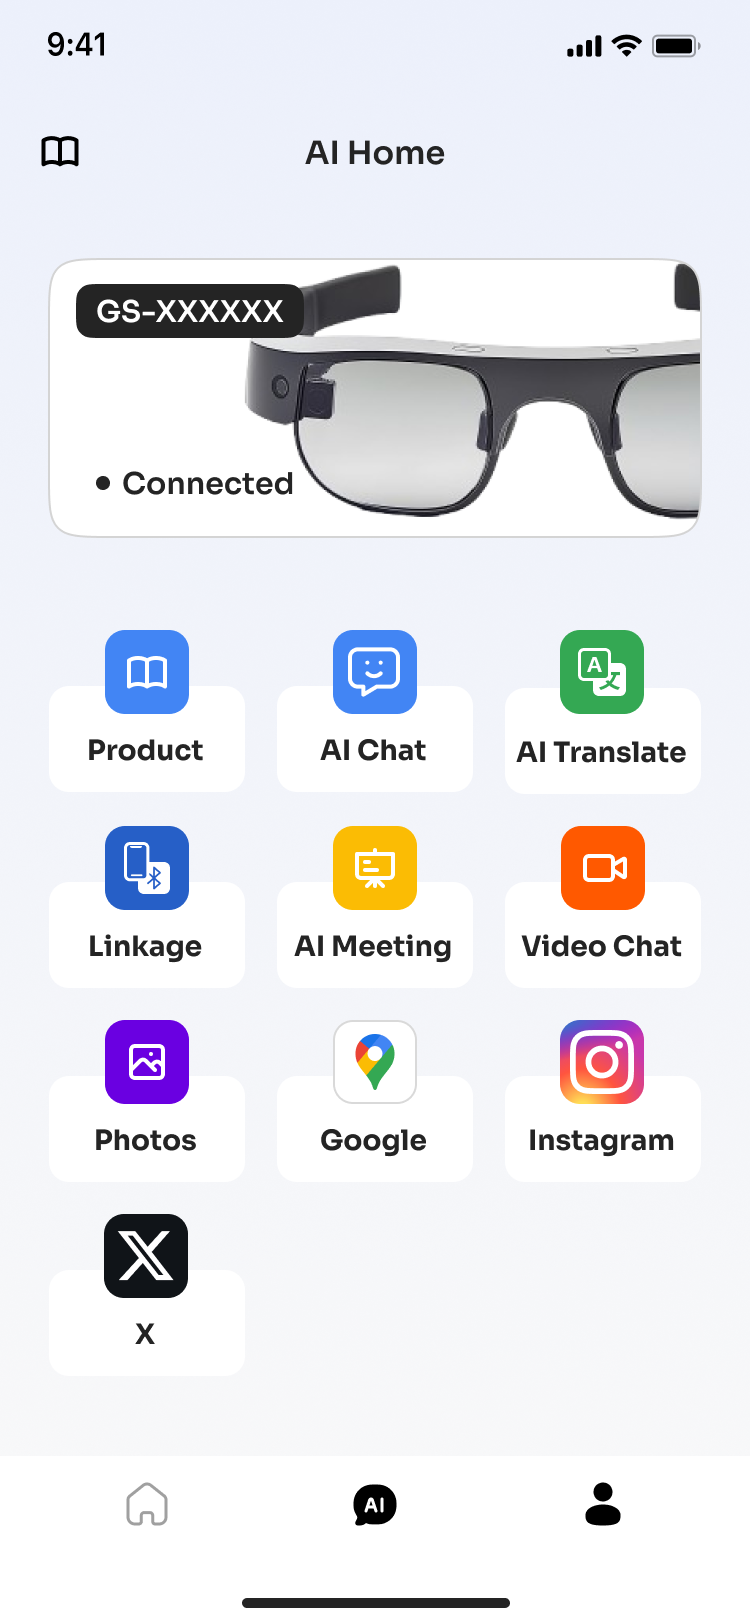 9:41
AI Home
GS-XXXXXX
Connected
A 文
Product
AI Chat
AI Translate
Linkage
AI Meeting
Video Chat
Photos
Google
Instagram
X
X
AI